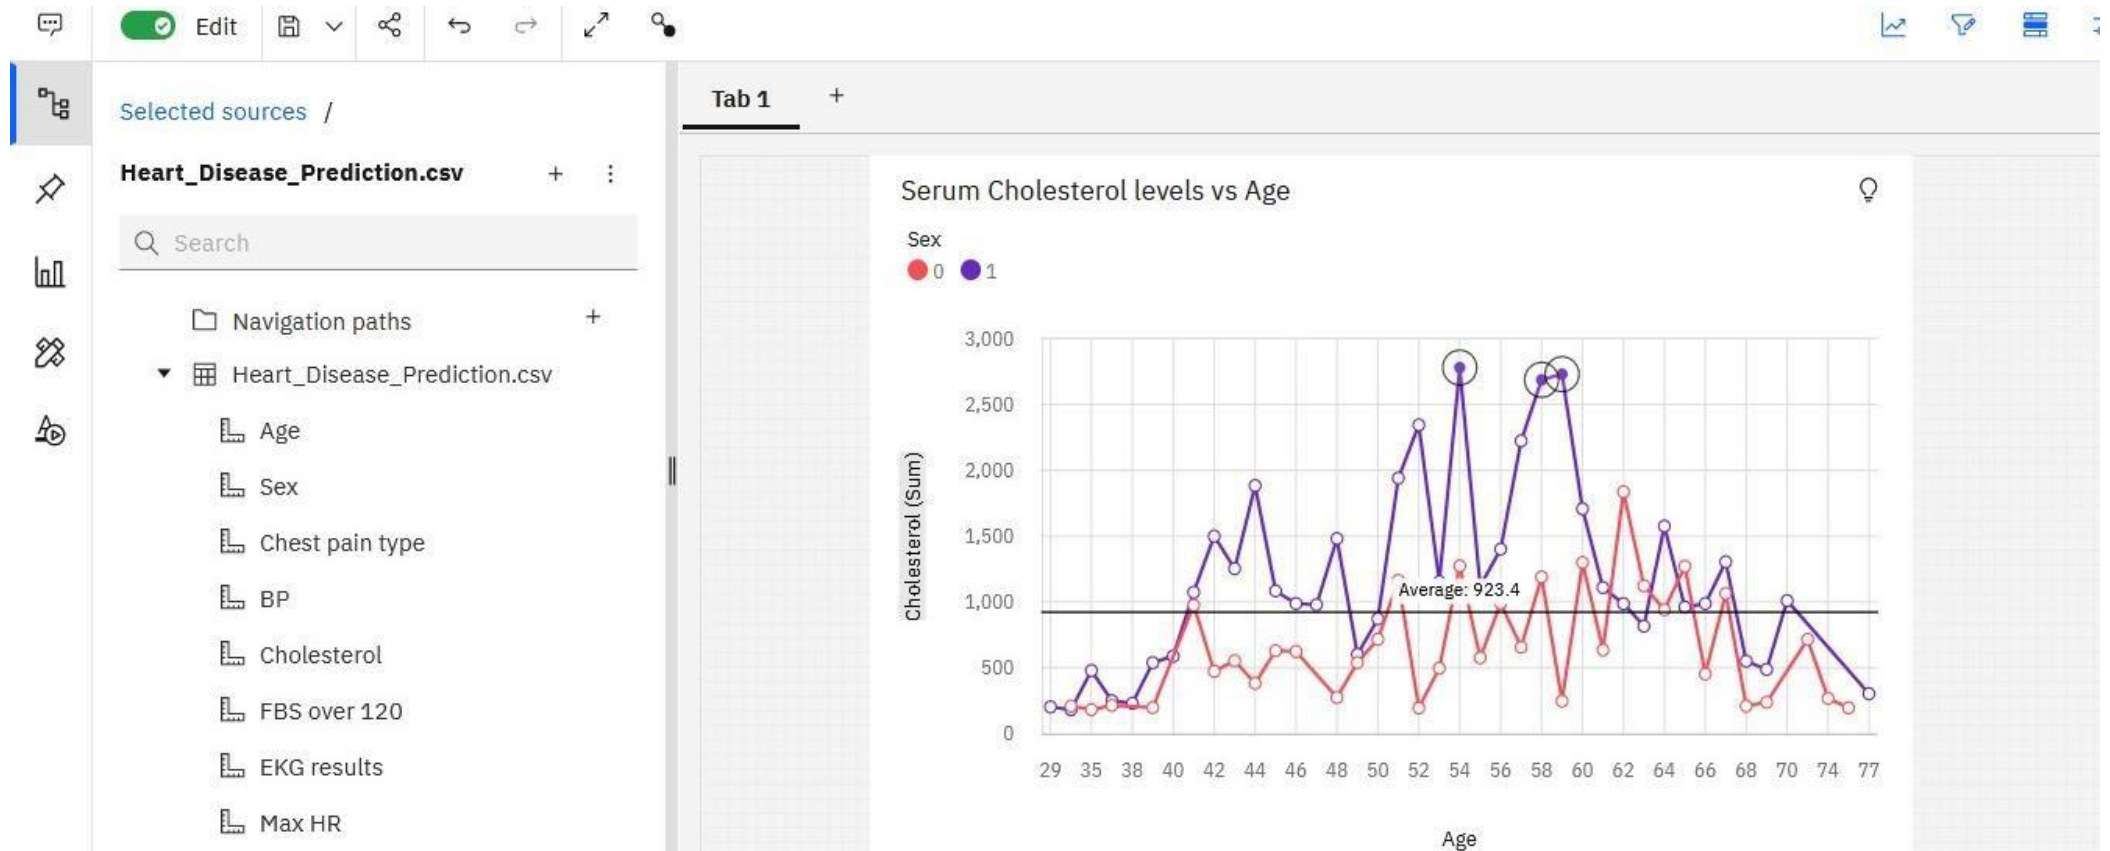 Edit
Selected sources /
Heart_Disease_Prediction.csv
Search
Navigation paths
Heart_Disease_Prediction.csv
Age
Sex
Chest pain type
BP
Cholesterol
FBS over 120
EKG results
Max HR
Tab 1
Serum Cholesterol levels vs Age
Sex
0 1
3,000
2,500
2,000
1,500
1,000
500
0
Cholesterol (Sum)
Average: 923.4
29 35 38 40 42 44 46 48 50 52 54 56 58 60 62 64 66 68 70 74 77
Age